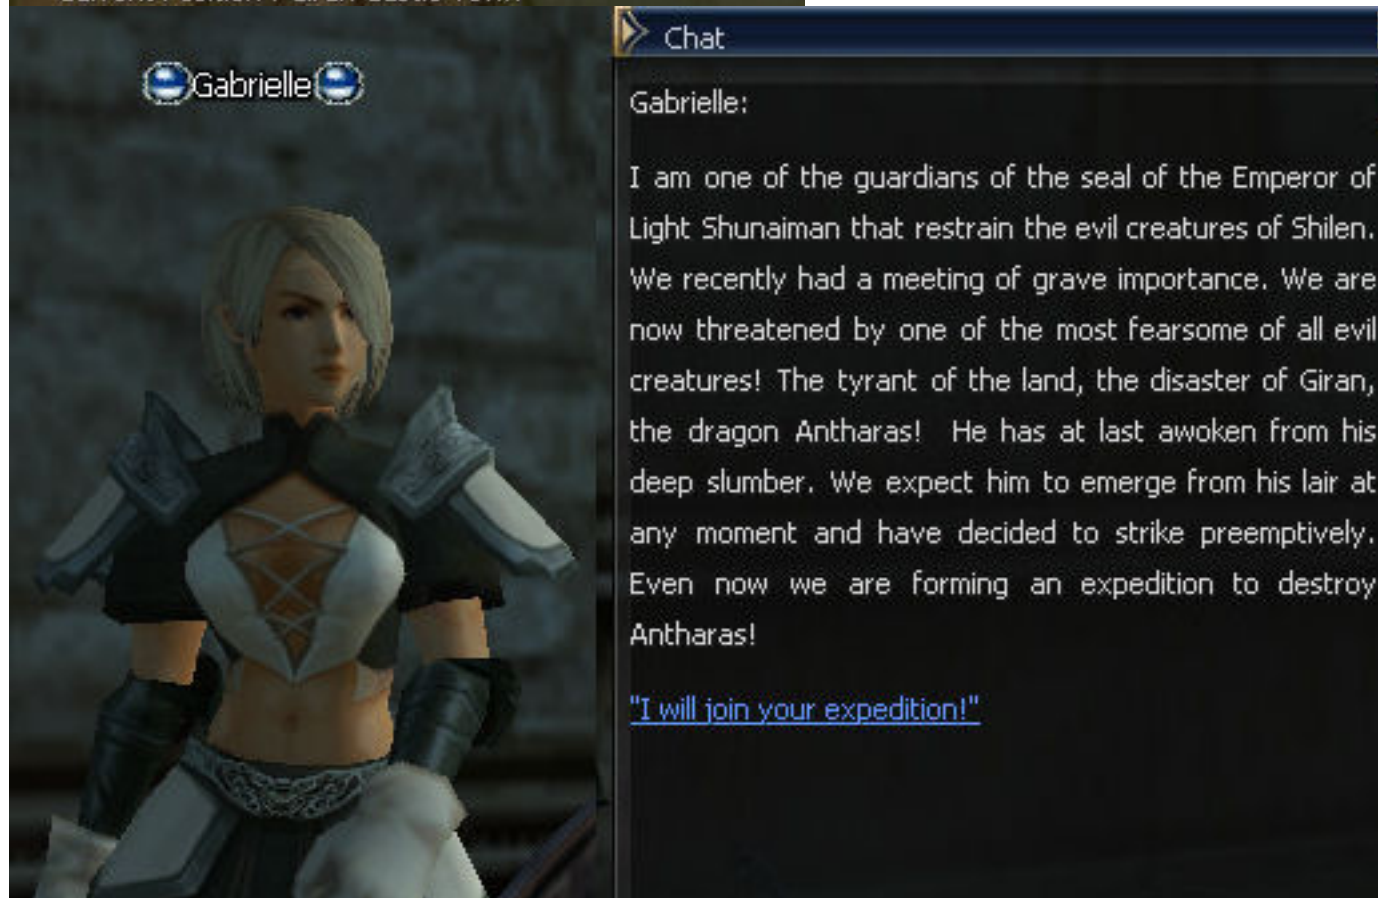 Gabrielle
Chat
Gabrielle:
I am one of the guardians of the seal of the Emperor of
Light Shunaiman that restrain the evil creatures of Shilen.
We recently had a meeting of grave importance. We are
now threatened by one of the most fearsome of all evil
creatures! The tyrant of the land, the disaster of Giran,
the dragon Antharas!  He has at last awoken from his
deep slumber. We expect him to emerge from his lair at
any moment and have decided to strike preemptively.
Even now we are forming an expedition to destroy
Antharas!
"I will join your expedition!"